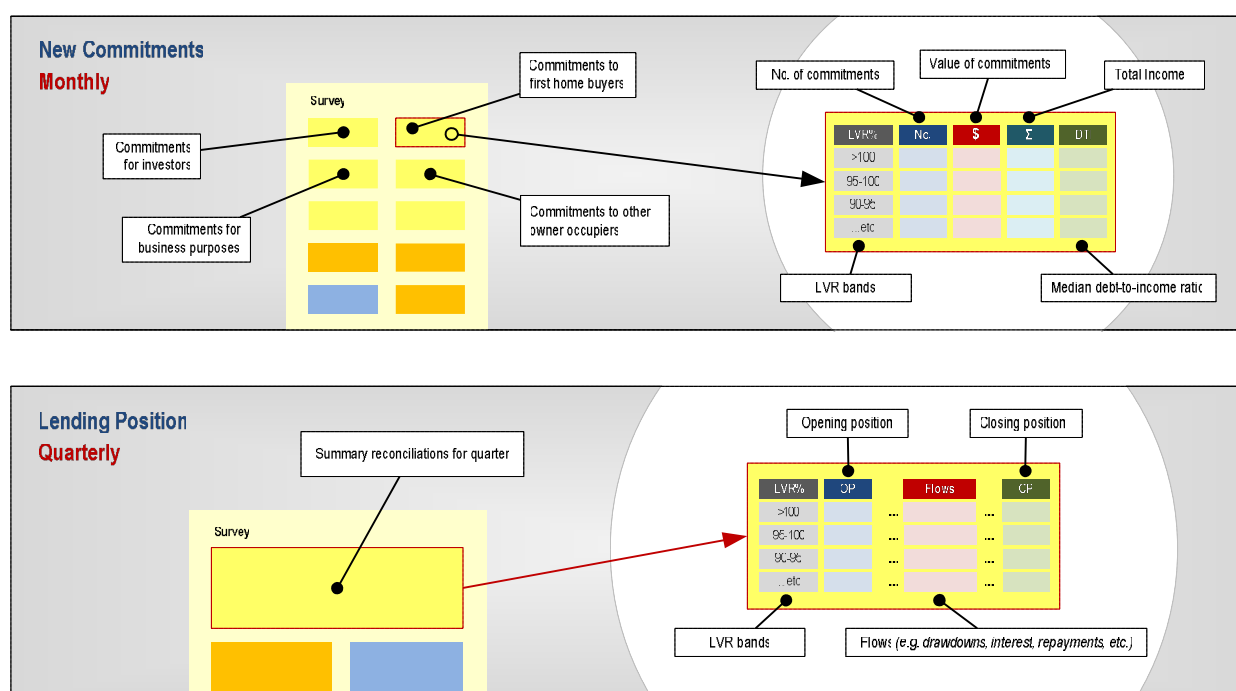 New Commitments
Monthly
Survey
Commitments to
first home buyers
Commitments
for investors
Commitments for
business purposes
Commitments to other
owner occupiers
No. of commitments
Value of commitments
Total Income
LVR% No. $ Σ DTI
>100
95-100
90-95
...etc
LVR bands
Median debt-to-income ratio
Lending Position
Quarterly
Summary reconciliations for quarter
Survey
Opening position
Closing position
LVR% OP Flows CP
>100 ... ...
95-100 ... ...
90-95 ... ...
...etc ... ...
LVR bands
Flows (e.g. drawdowns, interest, repayments, etc.)